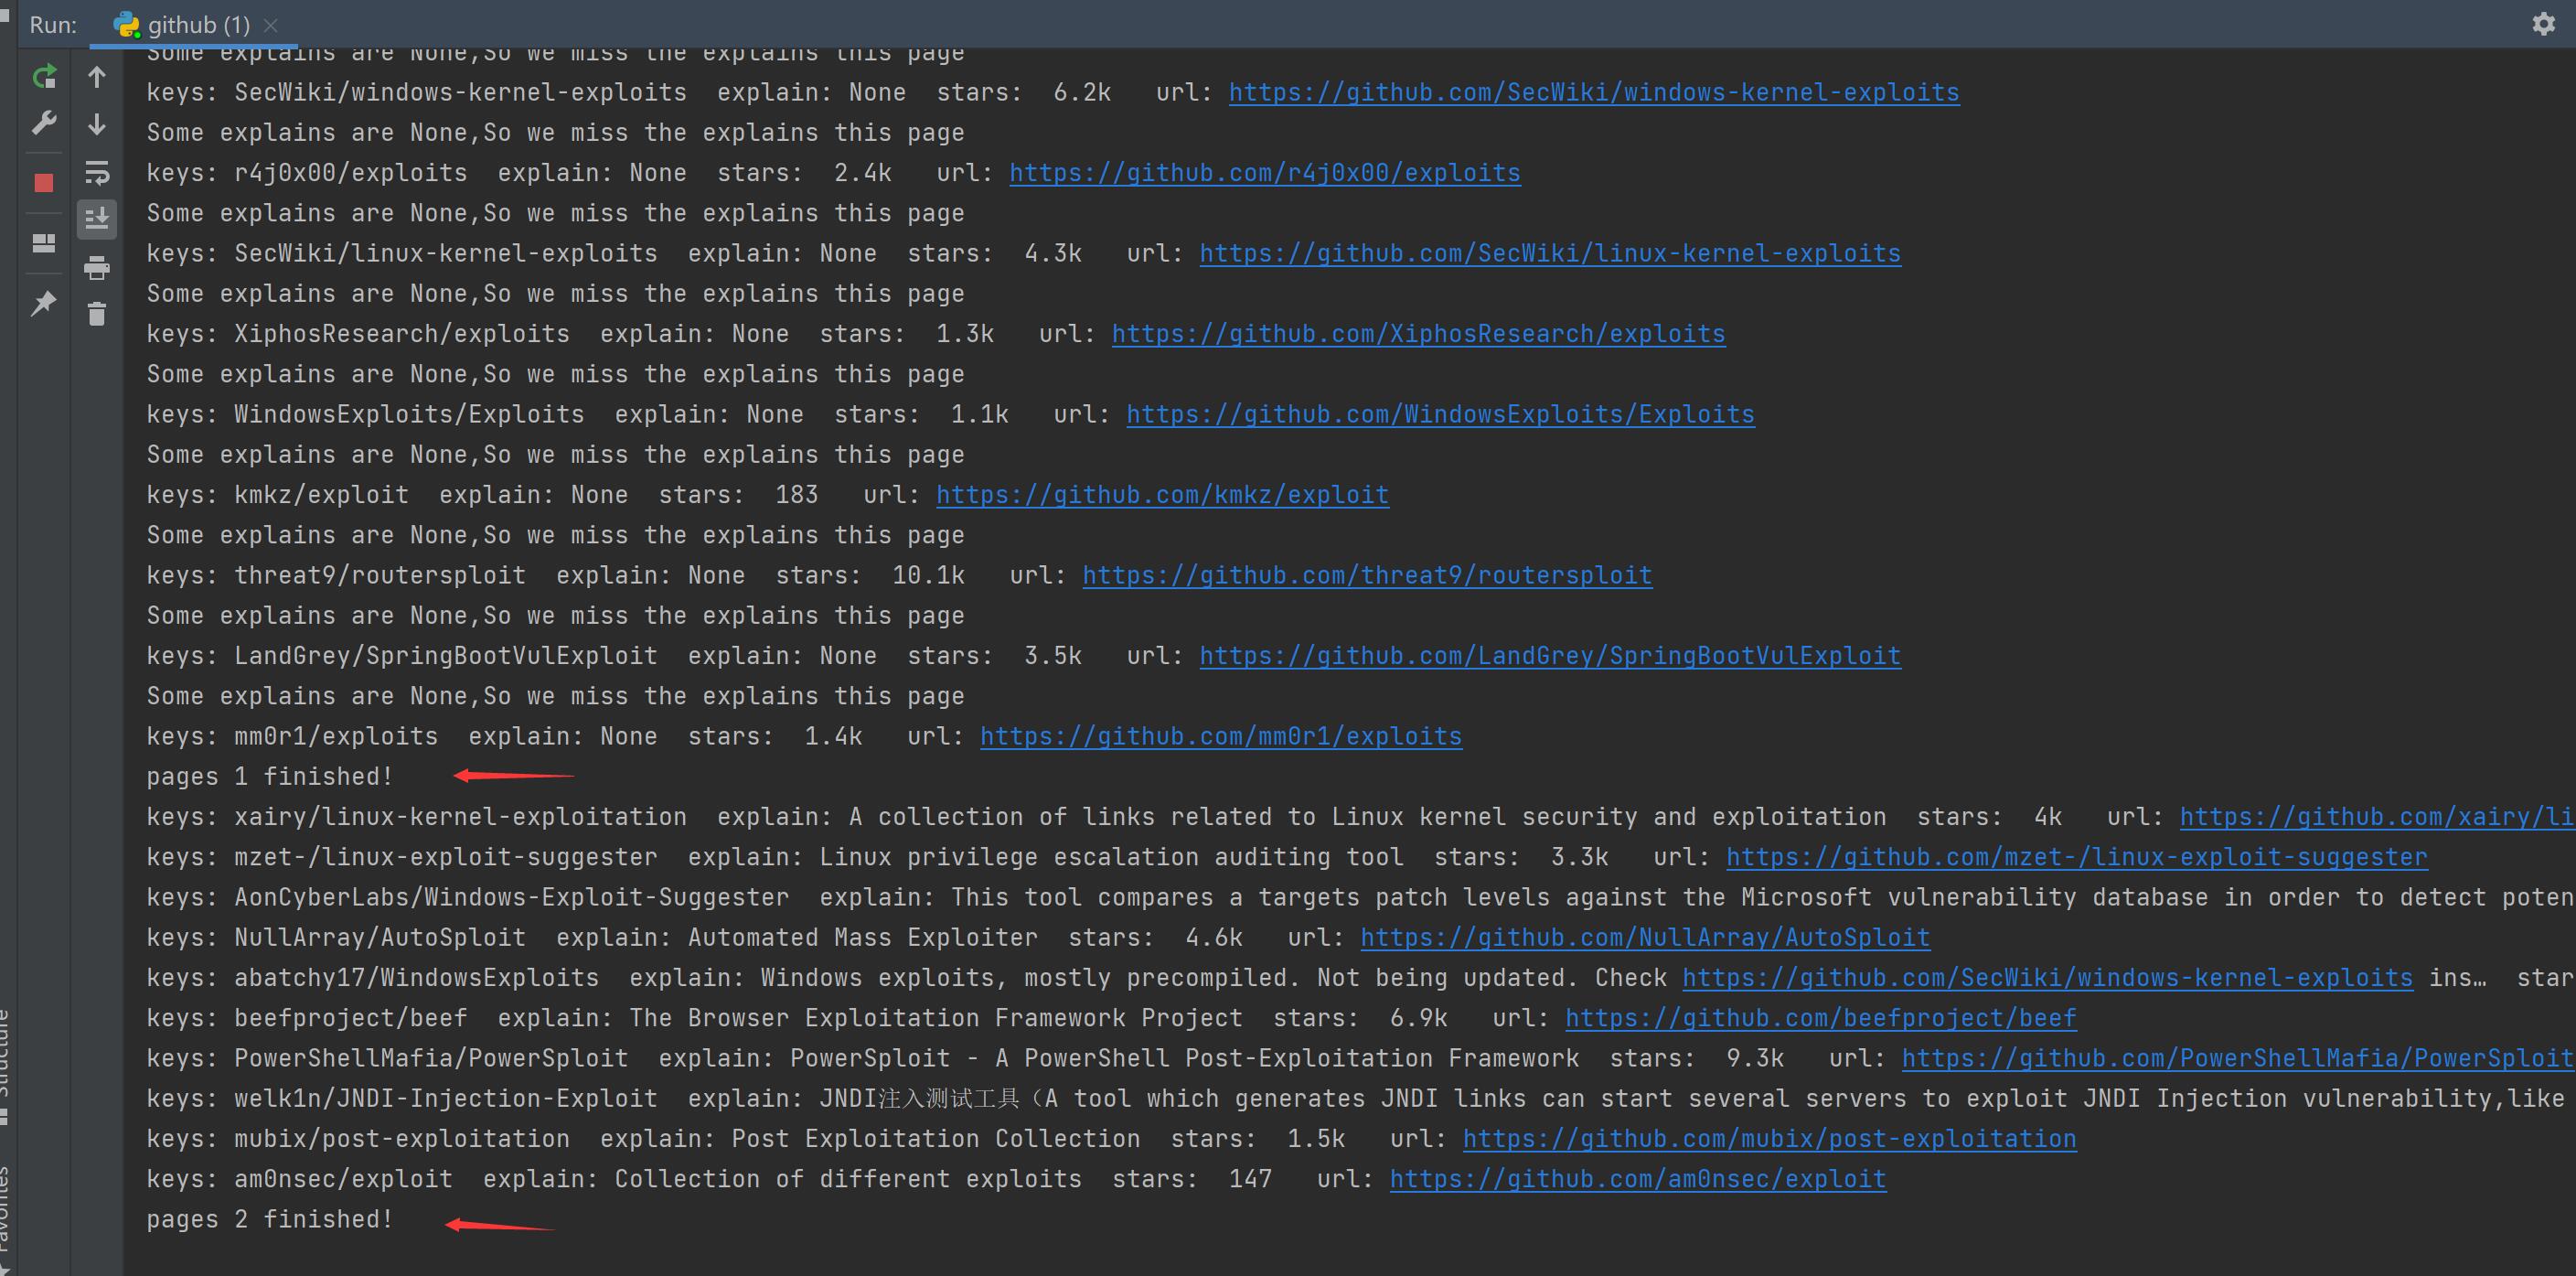 Run: github (1)
Some explains are None,So we miss the explains this page
keys: SecWiki/windows-kernel-exploits explain: None stars: 6.2k url: https://github.com/SecWiki/windows-kernel-exploits
Some explains are None,So we miss the explains this page
keys: r4j0x00/exploits explain: None stars: 2.4k url: https://github.com/r4j0x00/exploits
Some explains are None,So we miss the explains this page
keys: SecWiki/linux-kernel-exploits explain: None stars: 4.3k url: https://github.com/SecWiki/linux-kernel-exploits
Some explains are None,So we miss the explains this page
keys: XiphosResearch/exploits explain: None stars: 1.3k url: https://github.com/XiphosResearch/exploits
Some explains are None,So we miss the explains this page
keys: WindowsExploits/Exploits explain: None stars: 1.1k url: https://github.com/WindowsExploits/Exploits
Some explains are None,So we miss the explains this page
keys: kmkz/exploit explain: None stars: 183 url: https://github.com/kmkz/exploit
Some explains are None,So we miss the explains this page
keys: threat9/routersploit explain: None stars: 10.1k url: https://github.com/threat9/routersploit
Some explains are None,So we miss the explains this page
keys: LandGrey/SpringBootVulExploit explain: None stars: 3.5k url: https://github.com/LandGrey/SpringBootVulExploit
Some explains are None,So we miss the explains this page
keys: mm0r1/exploits explain: None stars: 1.4k url: https://github.com/mm0r1/exploits
pages 1 finished!
keys: xairy/linux-kernel-exploitation explain: A collection of links related to Linux kernel security and exploitation stars: 4k url: https://github.com/xairy/li
keys: mzet-/linux-exploit-suggester explain: Linux privilege escalation auditing tool stars: 3.3k url: https://github.com/mzet-/linux-exploit-suggester
keys: AonCyberLabs/Windows-Exploit-Suggester explain: This tool compares a targets patch levels against the Microsoft vulnerability database in order to detect poten
keys: NullArray/AutoSploit explain: Automated Mass Exploiter stars: 4.6k url: https://github.com/NullArray/AutoSploit
keys: abatchy17/WindowsExploits explain: Windows exploits, mostly precompiled. Not being updated. Check https://github.com/SecWiki/windows-kernel-exploits ins… star
keys: beefproject/beef explain: The Browser Exploitation Framework Project stars: 6.9k url: https://github.com/beefproject/beef
keys: PowerShellMafia/PowerSploit explain: PowerSploit - A PowerShell Post-Exploitation Framework stars: 9.3k url: https://github.com/PowerShellMafia/PowerSploit
keys: welk1n/JNDI-Injection-Exploit explain: JNDI注入测试工具（A tool which generates JNDI links can start several servers to exploit JNDI Injection vulnerability,like
keys: mubix/post-exploitation explain: Post Exploitation Collection stars: 1.5k url: https://github.com/mubix/post-exploitation
keys: am0nsec/exploit explain: Collection of different exploits stars: 147 url: https://github.com/am0nsec/exploit
pages 2 finished!
Structure
Favorites